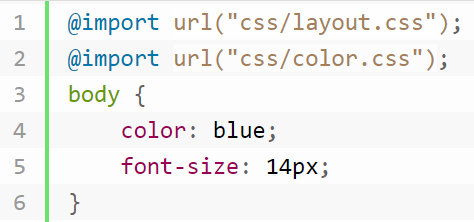 1 @import url("css/layout.css");
2 @import url("css/color.css");
3 body {
4     color: blue;
5     font-size: 14px;
6 }